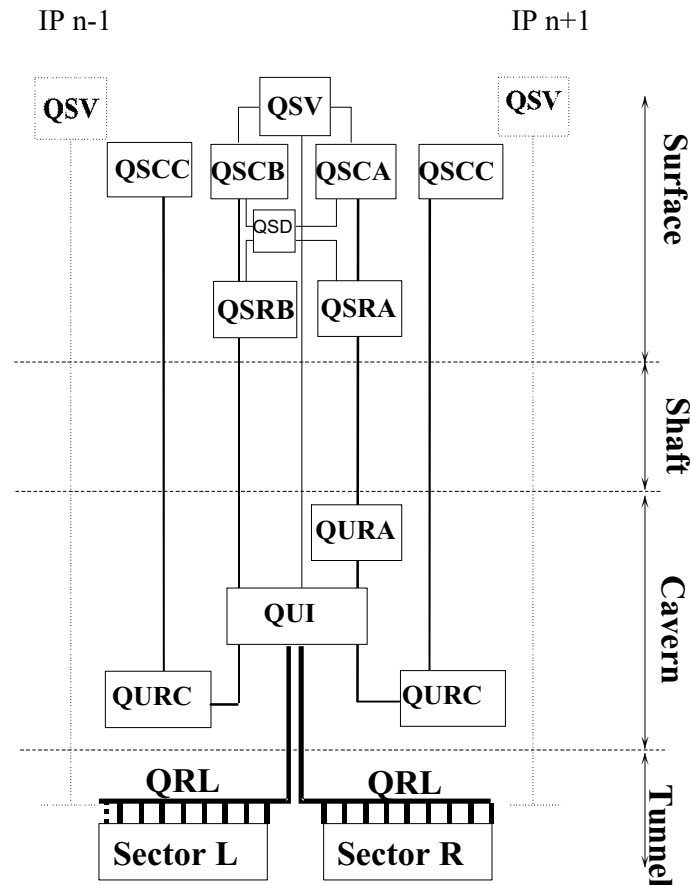 IP n-1
IP n+1
QSV
QSV
QSV
QSCC
QSCB
QSCA
QSCC
QSD
QSRB
QSRA
Surface
Shaft
QURA
QUI
QURC
QURC
Cavern
QRL
QRL
Sector L
Sector R
Tunnel